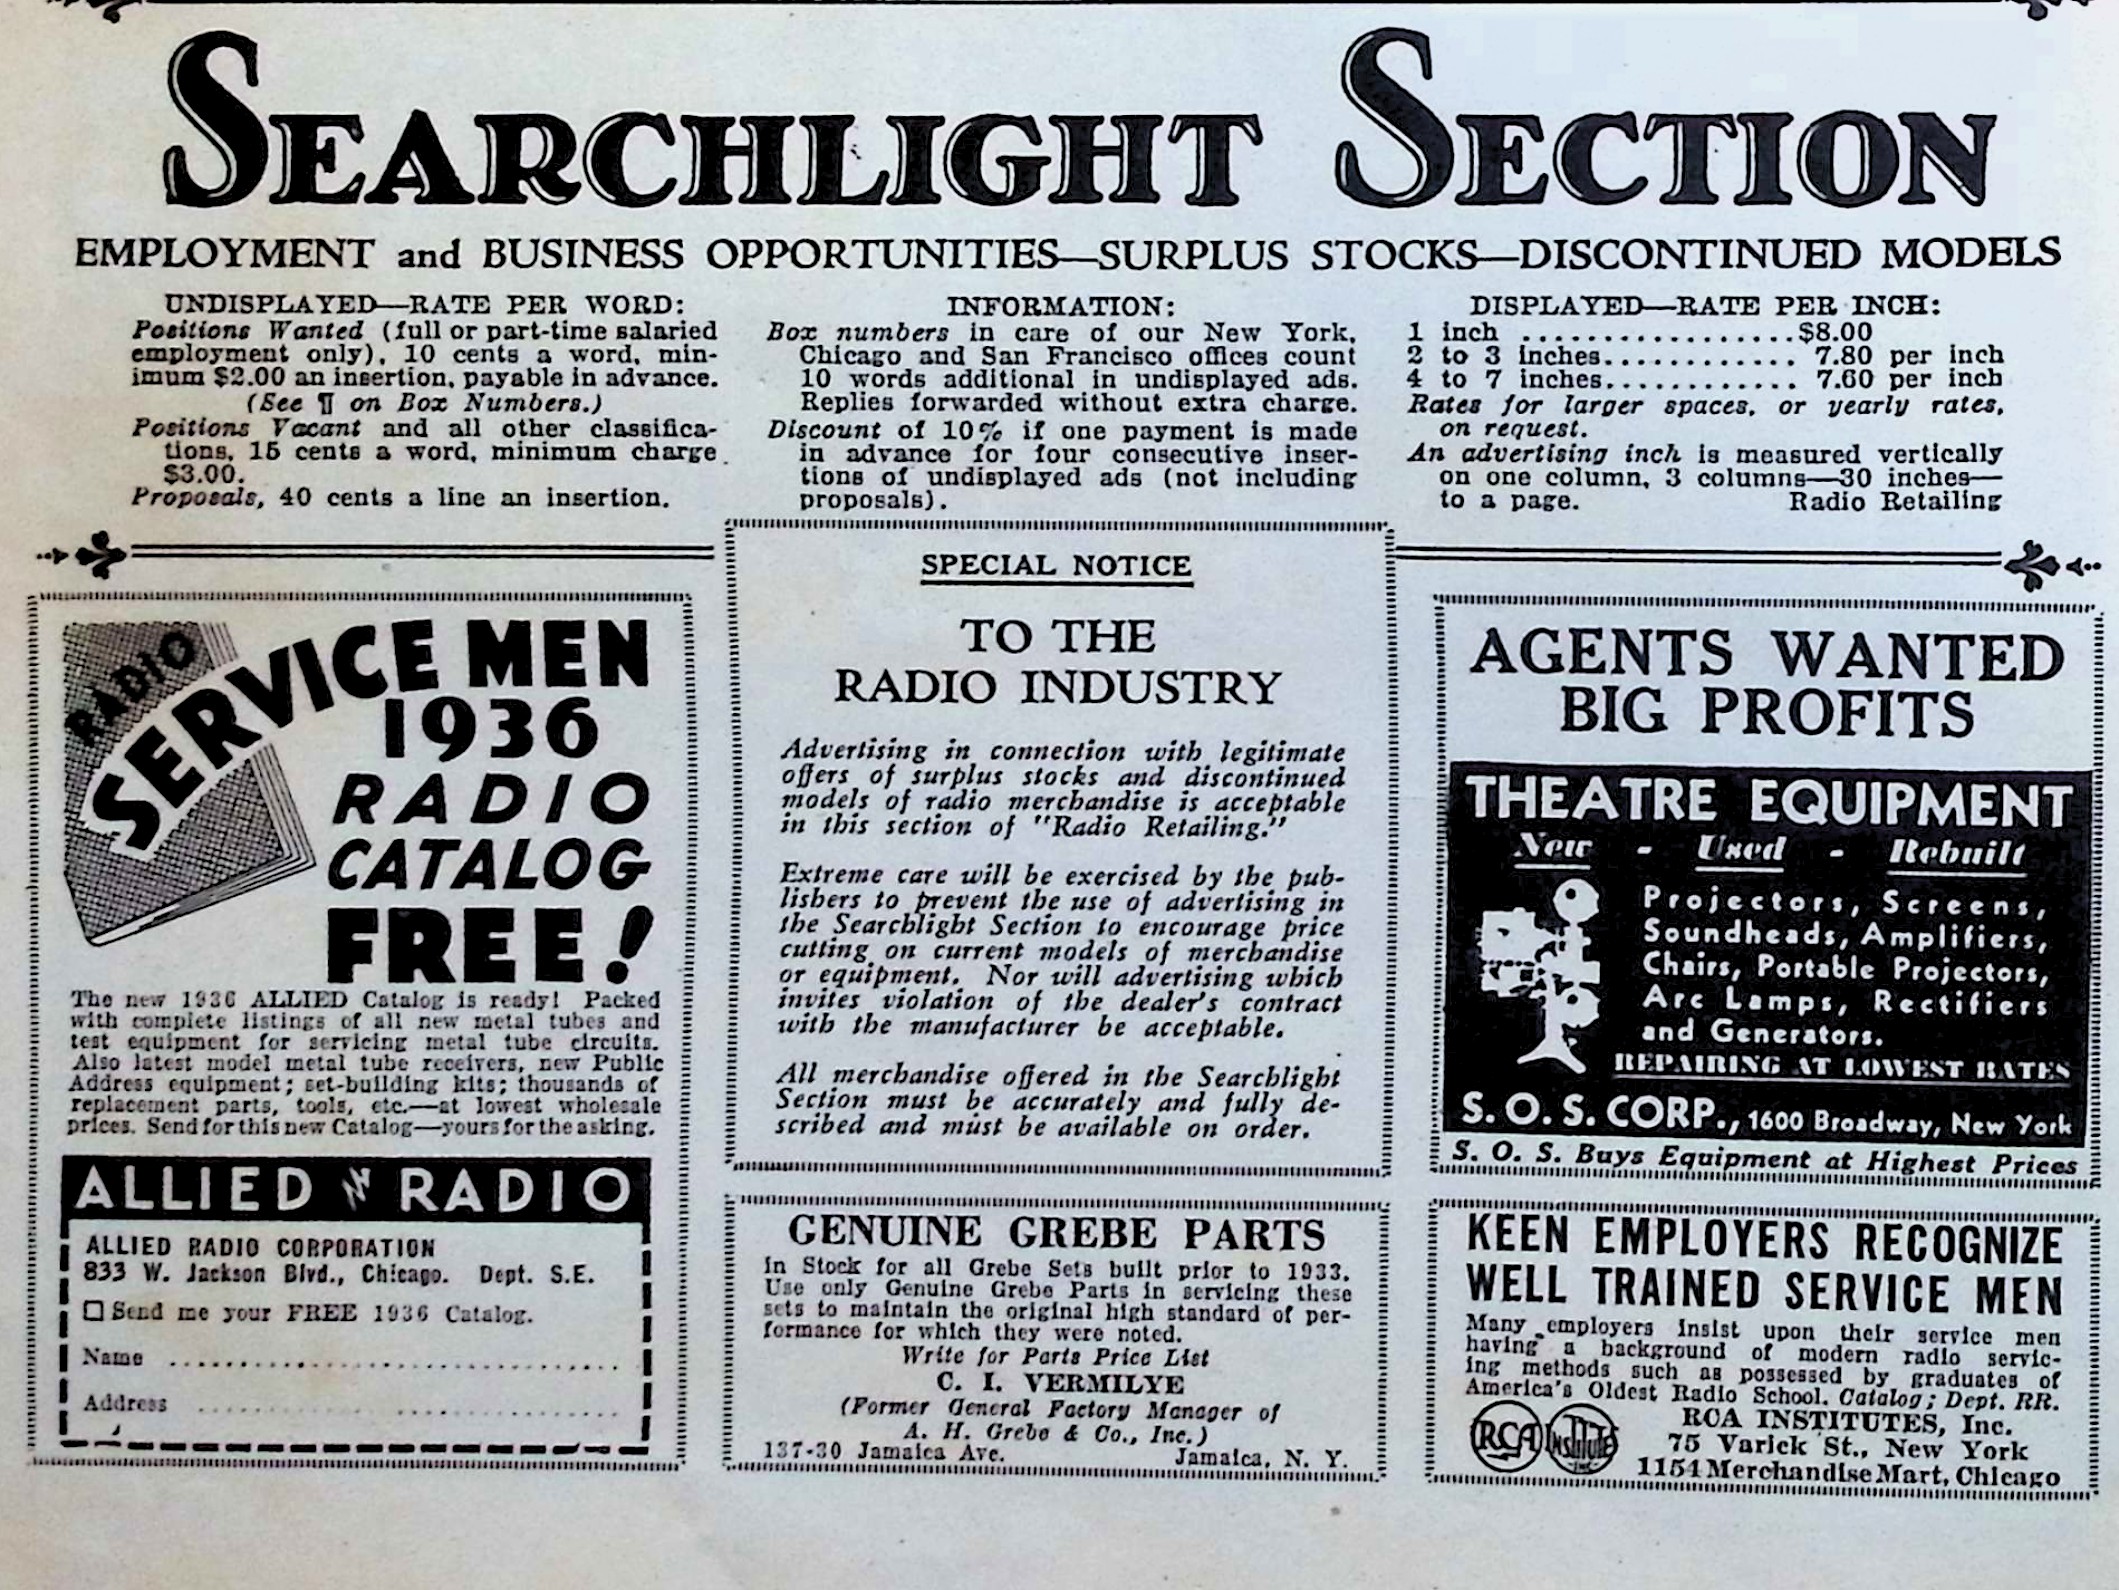 SEARCHLIGHT SECTION
EMPLOYMENT and BUSINESS OPPORTUNITIES—SURPLUS STOCKS—DISCONTINUED MODELS
UNDISPLAYED—RATE PER WORD:
Positions Wanted (full or part-time salaried
employment only), 10 cents a word, min-
imum $2.00 an insertion, payable in advance.
(See ¶ on Box Numbers.)
Positions Vacant and all other classifica-
tions, 15 cents a word, minimum charge
$3.00.
Proposals, 40 cents a line an insertion.
INFORMATION:
Box numbers in care of our New York,
Chicago and San Francisco offices count
10 words additional in undisplayed ads.
Replies forwarded without extra charge.
Discount of 10% if one payment is made
in advance for four consecutive inser-
tions of undisplayed ads (not including
proposals).
DISPLAYED—RATE PER INCH:
1 inch .................$8.00
2 to 3 inches............ 7.80 per inch
4 to 7 inches............ 7.60 per inch
Rates for larger spaces, or yearly rates,
on request.
An advertising inch is measured vertically
on one column, 3 columns—30 inches—
to a page. Radio Retailing
RADIO
SERVICE MEN
1936
RADIO
CATALOG
FREE!
The new 1936 ALLIED Catalog is ready! Packed
with complete listings of all new metal tubes and
test equipment for servicing metal tube circuits.
Also latest model metal tube receivers, new Public
Address equipment; set-building kits; thousands of
replacement parts, tools, etc.—at lowest wholesale
prices. Send for this new Catalog—yours for the asking.
ALLIED RADIO
ALLIED RADIO CORPORATION
833 W. Jackson Blvd., Chicago. Dept. S.E.
☐ Send me your FREE 1936 Catalog.
Name ........................................
Address ........................................
SPECIAL NOTICE
TO THE
RADIO INDUSTRY
Advertising in connection with legitimate
offers of surplus stocks and discontinued
models of radio merchandise is acceptable
in this section of "Radio Retailing."
Extreme care will be exercised by the pub-
lishers to prevent the use of advertising in
the Searchlight Section to encourage price
cutting on current models of merchandise
or equipment. Nor will advertising which
invites violation of the dealer's contract
with the manufacturer be acceptable.
All merchandise offered in the Searchlight
Section must be accurately and fully de-
scribed and must be available on order.
GENUINE GREBE PARTS
In Stock for all Grebe Sets built prior to 1933.
Use only Genuine Grebe Parts in servicing these
sets to maintain the original high standard of per-
formance for which they were noted.
Write for Parts Price List
C. I. VERMILYE
(Former General Factory Manager of
A. H. Grebe & Co., Inc.)
137-30 Jamaica Ave. Jamaica, N. Y.
AGENTS WANTED
BIG PROFITS
THEATRE EQUIPMENT
New - Used - Rebuilt
Projectors, Screens,
Soundheads, Amplifiers,
Chairs, Portable Projectors,
Arc Lamps, Rectifiers
and Generators.
REPAIRING AT LOWEST RATES
S. O. S. CORP., 1600 Broadway, New York
S. O. S. Buys Equipment at Highest Prices
KEEN EMPLOYERS RECOGNIZE
WELL TRAINED SERVICE MEN
Many employers insist upon their service men
having a background of modern radio servic-
ing methods such as possessed by graduates of
America's Oldest Radio School. Catalog; Dept. RR.
RCA INSTITUTES, Inc.
75 Varick St., New York
1154 Merchandise Mart, Chicago
RCA INSTITUTES INC